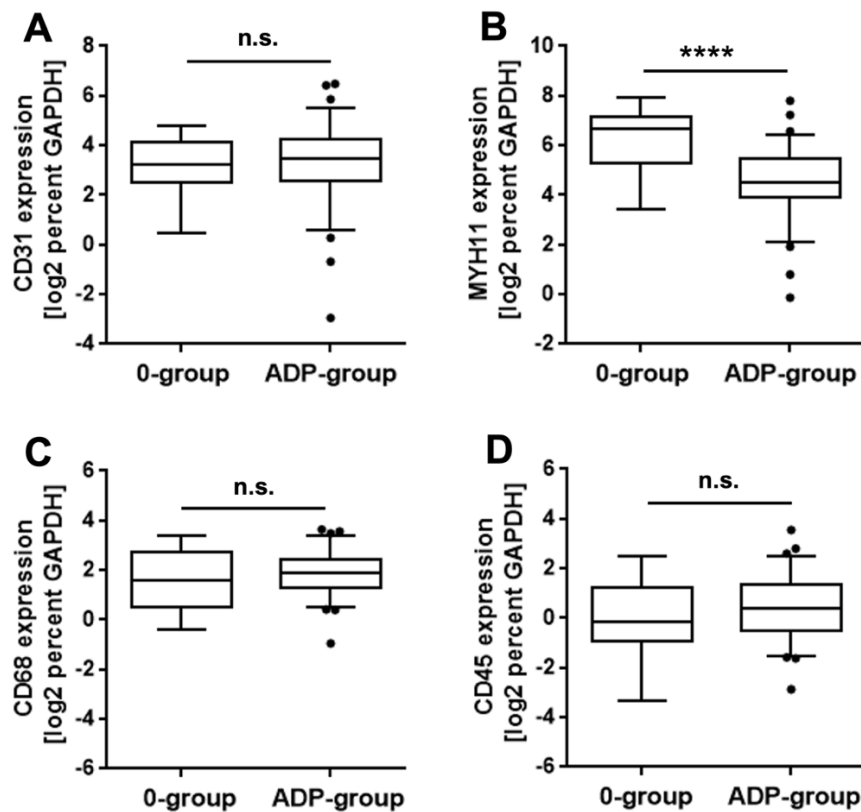 A
n.s.
CD31 expression
[log2 percent GAPDH]
8
6
4
2
0
-2
-4
0-group ADP-group
B
****
MYH11 expression
[log2 percent GAPDH]
10
8
6
4
2
0
-2
0-group ADP-group
C
n.s.
CD68 expression
[log2 percent GAPDH]
6
4
2
0
-2
-4
-6
0-group ADP-group
D
n.s.
CD45 expression
[log2 percent GAPDH]
6
4
2
0
-2
-4
-6
0-group ADP-group